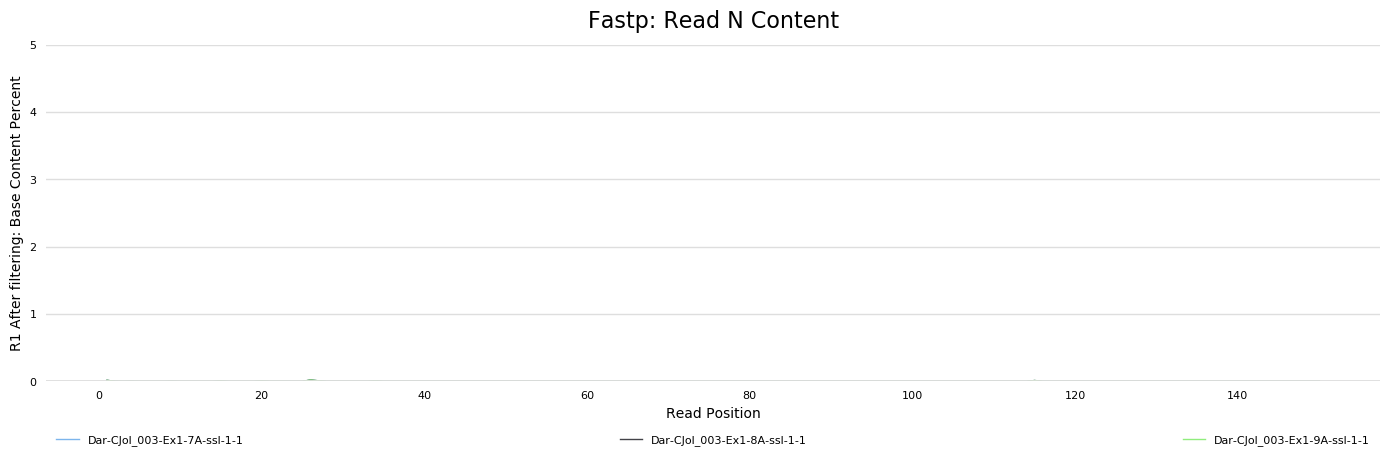 Fastp: Read N Content
R1 After filtering: Base Content Percent
5
4
3
2
1
0
0 20 40 60 80 100 120 140
Read Position
Dar-CJol_003-Ex1-7A-ssl-1-1 Dar-CJol_003-Ex1-8A-ssl-1-1 Dar-CJol_003-Ex1-9A-ssl-1-1